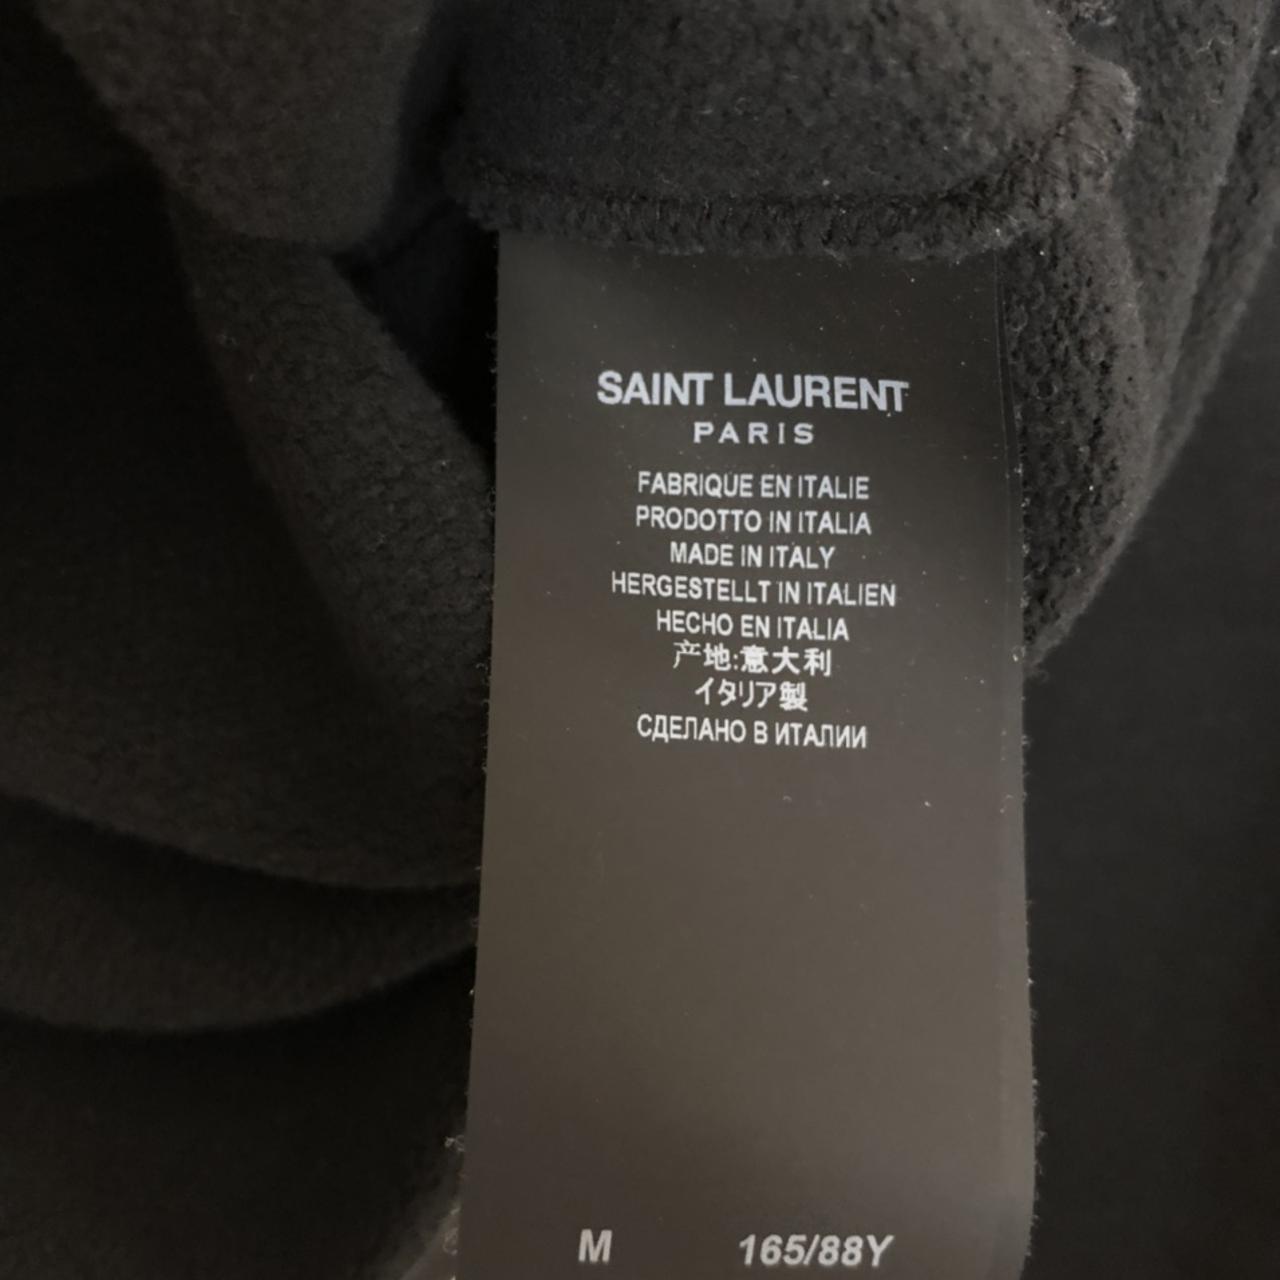 SAINT LAURENT
PARIS
FABRIQUE EN ITALIE
PRODOTTO IN ITALIA
MADE IN ITALY
HERGESTELLT IN ITALIEN
HECHO EN ITALIA
产地:意大利
イタリア製
СДЕЛАНО В ИТАЛИИ
M 165/88Y